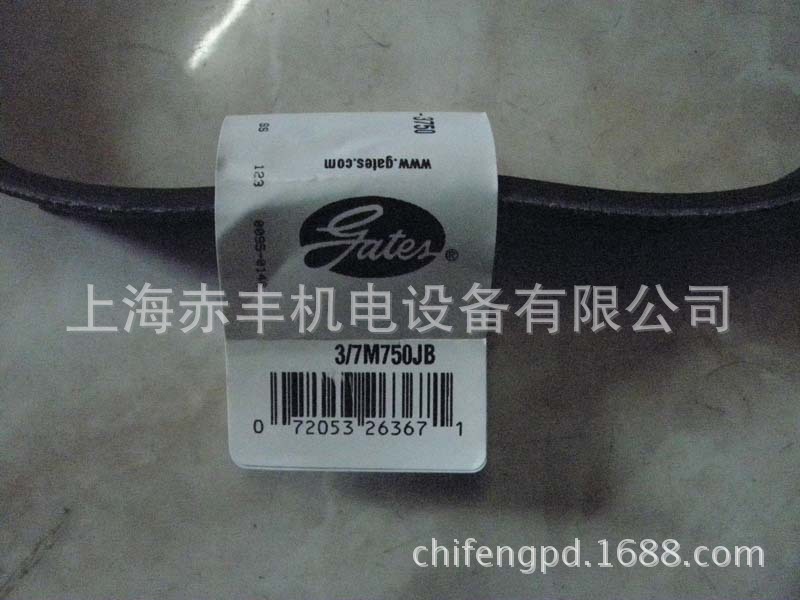 -3750
www.gates.com
gates®
上海赤丰机电设备有限公司
3/7M750JB
0 72053 26367 1
chifengpd.1688.com